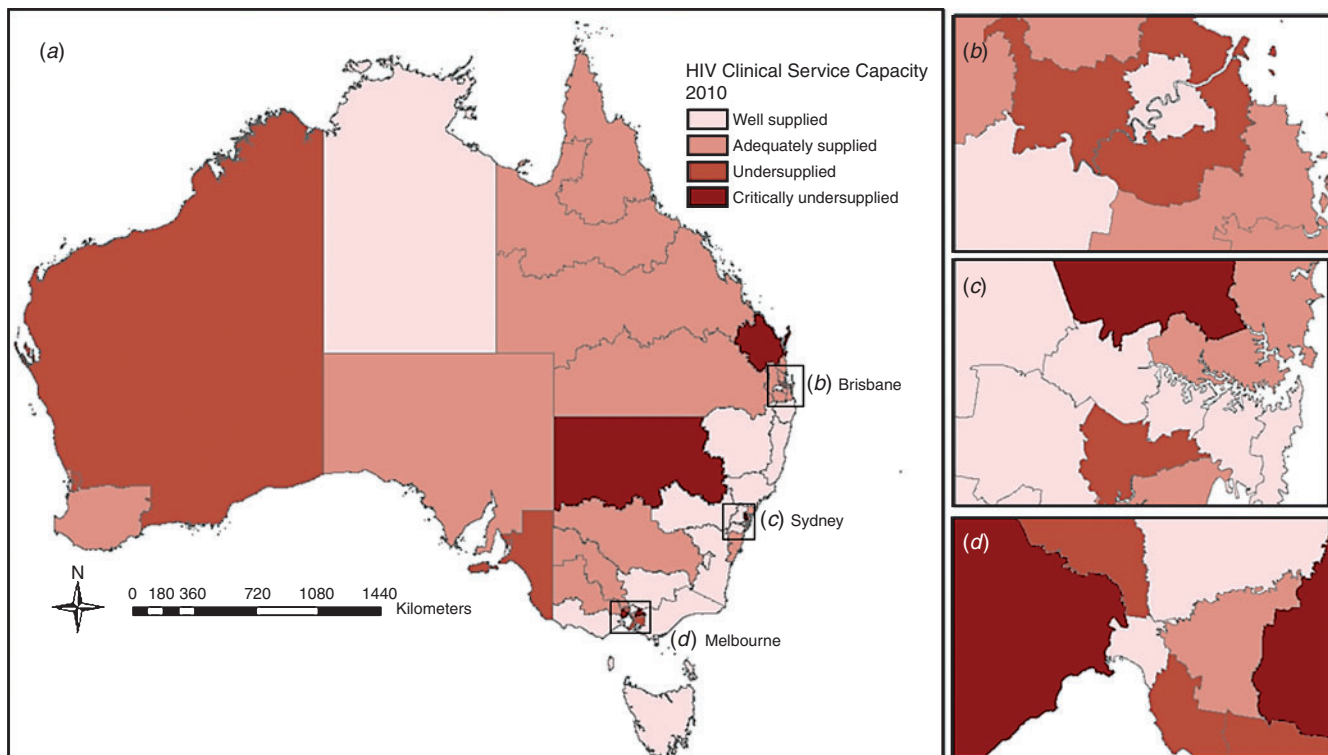 (a)
HIV Clinical Service Capacity
2010
Well supplied
Adequately supplied
Undersupplied
Critically undersupplied
(b) Brisbane
(c) Sydney
(d) Melbourne
N
0 180 360 720 1080 1440
Kilometers
(b)
(c)
(d)